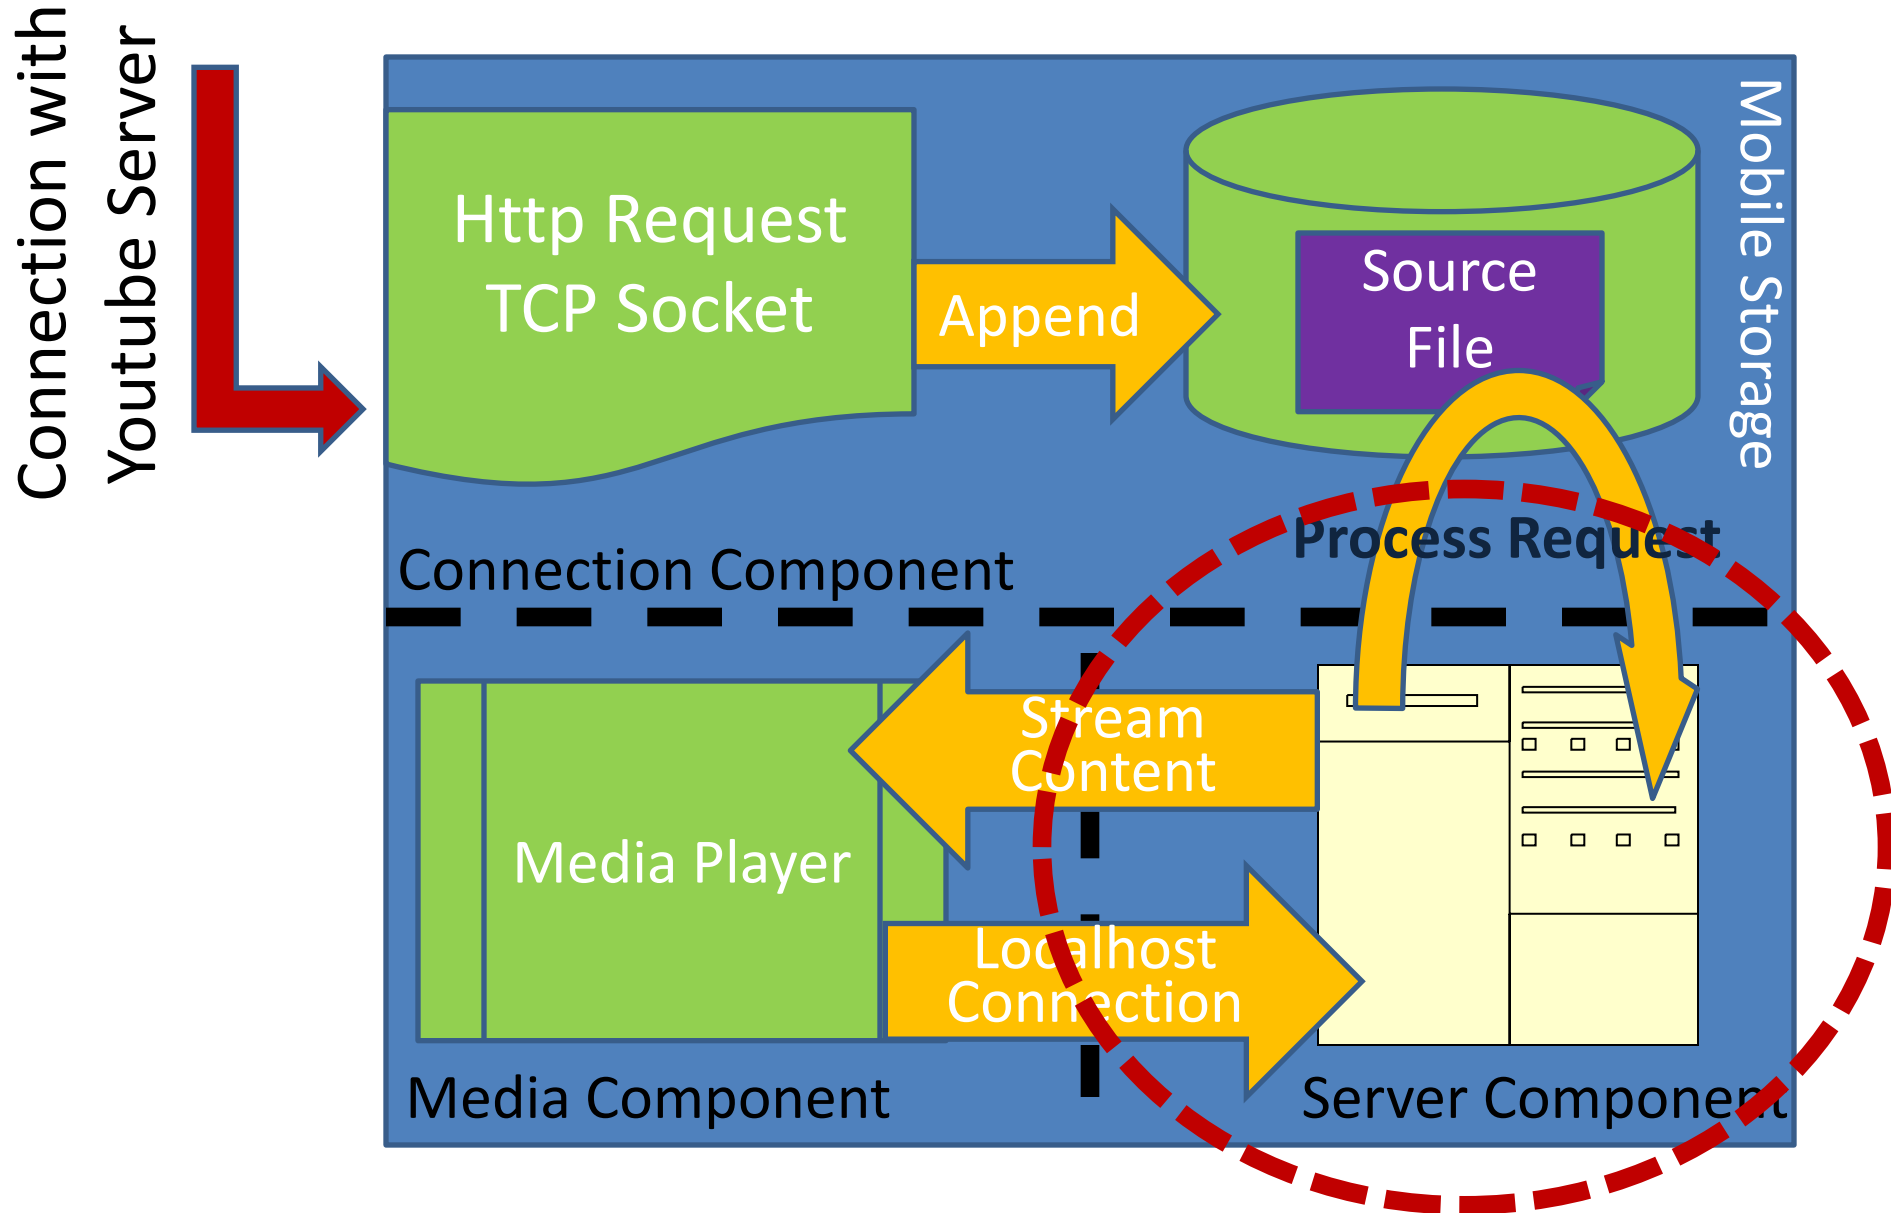 Connection with
Youtube Server
Http Request
TCP Socket
Append
Source
File
Mobile Storage
Process Request
Connection Component
Stream
Content
Media Player
Localhost
Connection
Media Component
Server Component